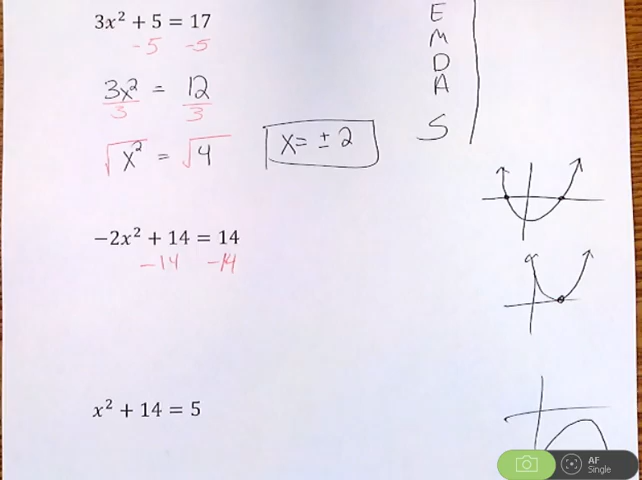 3x² + 5 = 17
-5 -5
3x² = 12
3 3
√x² = √4
x = ± 2
-2x² + 14 = 14
-14 -14
x² + 14 = 5
E
M
D
A
S
AF
Single